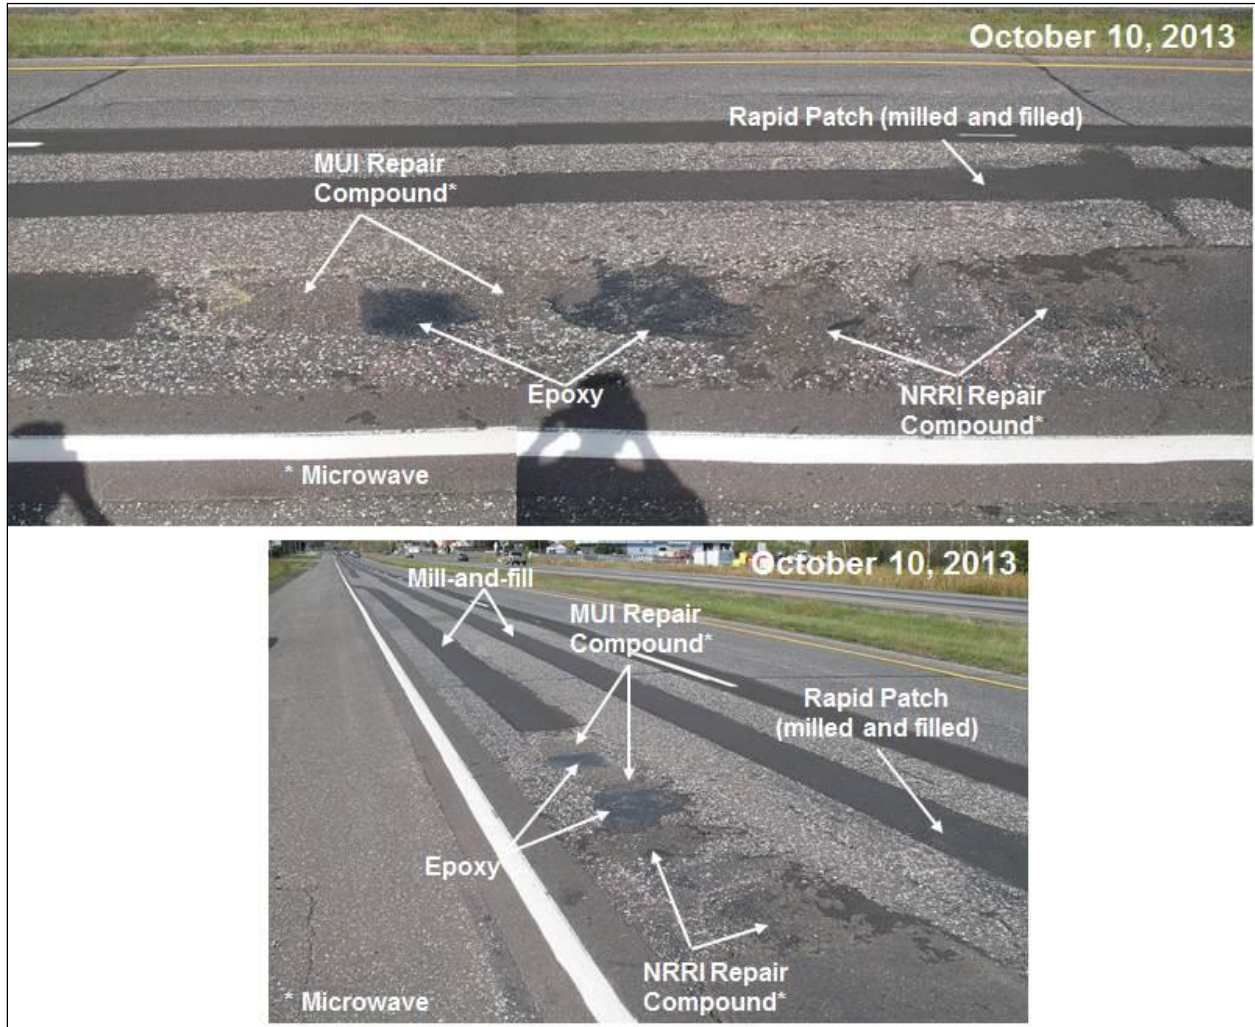 October 10, 2013
Rapid Patch (milled and filled)
MUI Repair
Compound*
Epoxy
NRRI Repair
Compound*
* Microwave
October 10, 2013
Mill-and-fill
MUI Repair
Compound*
Rapid Patch
(milled and filled)
Epoxy
NRRI Repair
Compound*
* Microwave